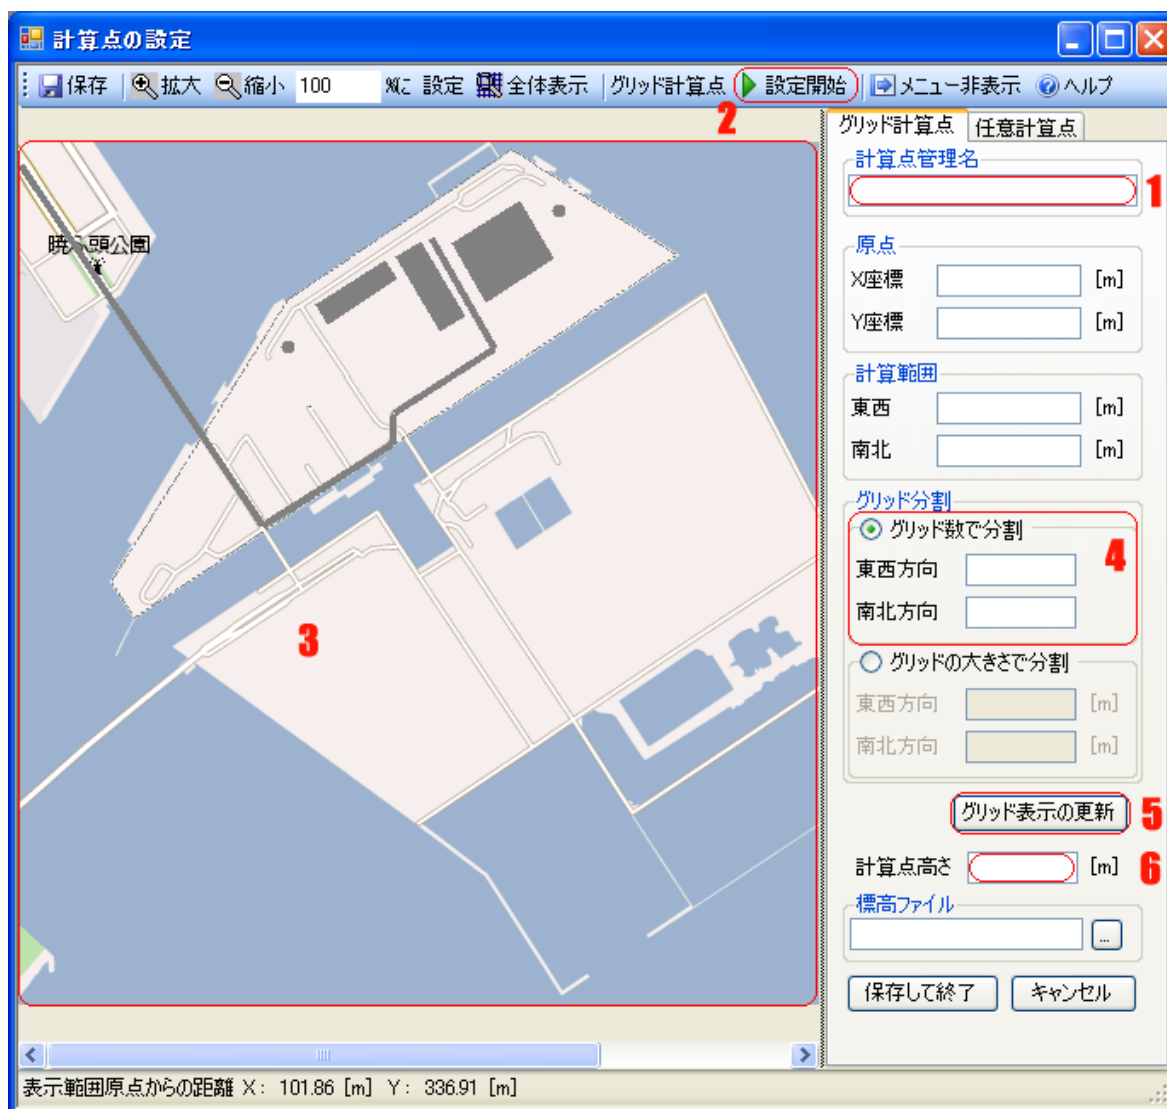 計算点の設定
保存 拡大 縮小 100 %に 設定 全体表示 グリッド計算点 設定開始 メニュー非表示 ヘルプ
2
グリッド計算点 任意計算点
計算点管理名
1
原点
X座標 [m]
Y座標 [m]
計算範囲
東西 [m]
南北 [m]
グリッド分割
グリッド数で分割
4
東西方向
南北方向
グリッドの大きさで分割
東西方向 [m]
南北方向 [m]
グリッド表示の更新 5
計算点高さ [m] 6
標高ファイル
...
保存して終了 キャンセル
暁ふ頭公園
3
表示範囲原点からの距離 X: 101.86 [m] Y: 336.91 [m]